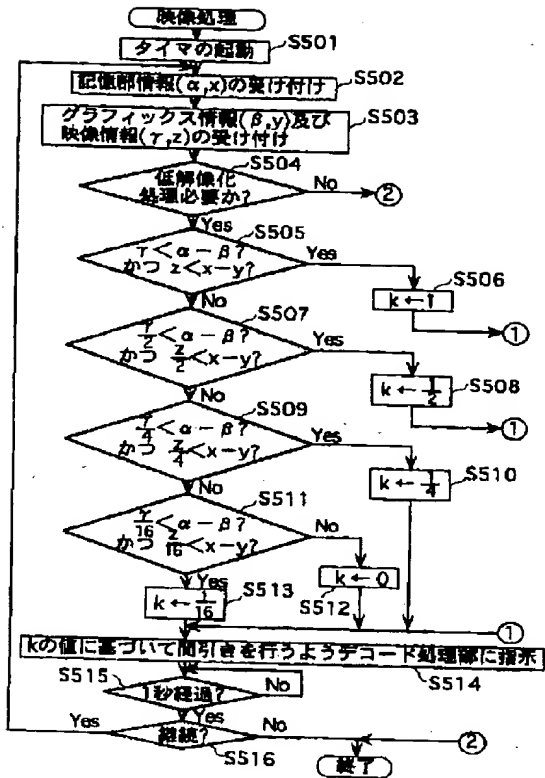 映像処理
タイマの起動
S501
記憶部情報(α,x)の受け付け
S502
グラフィックス情報(β,y)及び
映像情報(γ,z)の受け付け
S503
低解像化
処理必要か?
S504
No
②
Yes
S505
γ<α−β?
かつ z<x−y?
Yes
S506
k←1
①
No
S507
γ/2<α−β?
かつ z/2<x−y?
Yes
k←1/2
S508
①
No
S509
γ/4<α−β?
かつ z/4<x−y?
Yes
k←1/4
S510
No
S511
γ/16<α−β?
かつ z/16<x−y?
No
k←0
S512
Yes
S513
k←1/16
①
kの値に基づいて間引きを行うようデコード処理部に指示
S514
S515
1秒経過?
No
Yes
継続?
Yes
No
S516
②
終了